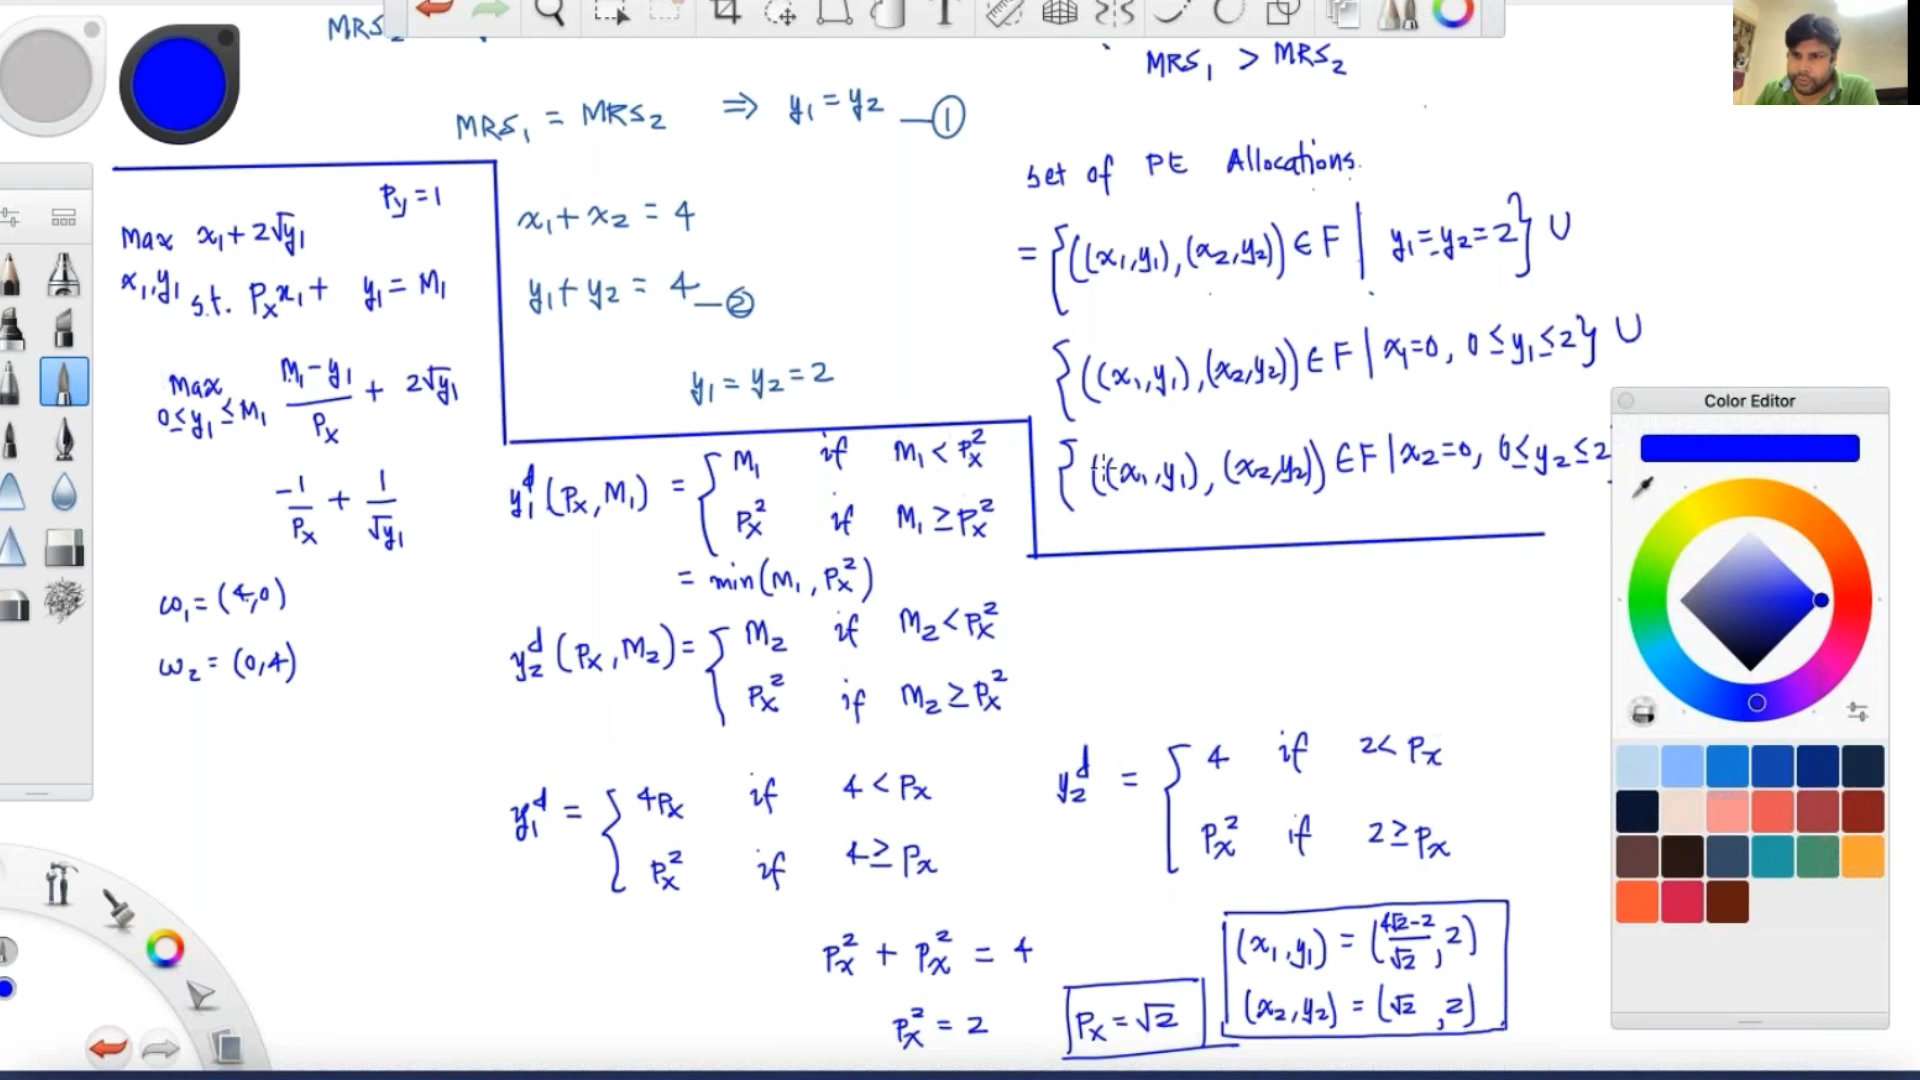 MRS₂
MRS₁ > MRS₂
MRS₁ = MRS₂ ⇒ y₁ = y₂ —①
Py = 1
Max x₁ + 2√y₁
x₁,y₁ s.t. Pₓx₁ + y₁ = M₁
Max (M₁ - y₁)/Pₓ + 2√y₁
0≤y₁≤M₁
-1/Pₓ + 1/√y₁
ω₁ = (4,0)
ω₂ = (0,4)
x₁ + x₂ = 4
y₁ + y₂ = 4 —②
y₁ = y₂ = 2
Set of PE Allocations.
= {((x₁,y₁),(x₂,y₂)) ∈ F | y₁ = y₂ = 2} ∪
{((x₁,y₁),(x₂,y₂)) ∈ F | x₁=0, 0≤y₁≤2} ∪
{((x₁,y₁),(x₂,y₂)) ∈ F | x₂=0, 0≤y₂≤2
y₁ᵈ(Pₓ,M₁) = { M₁ if M₁ < Pₓ²
Pₓ² if M₁ ≥ Pₓ²
= min(M₁, Pₓ²)
y₂ᵈ(Pₓ,M₂) = { M₂ if M₂ < Pₓ²
Pₓ² if M₂ ≥ Pₓ²
y₁ᵈ = { 4Pₓ if 4 < Pₓ
Pₓ² if 4 ≥ Pₓ
y₂ᵈ = { 4 if 2 < Pₓ
Pₓ² if 2 ≥ Pₓ
Pₓ² + Pₓ² = 4
Pₓ² = 2
Pₓ = √2
(x₁,y₁) = ((4√2-2)/√2, 2)
(x₂,y₂) = (√2, 2)
Color Editor